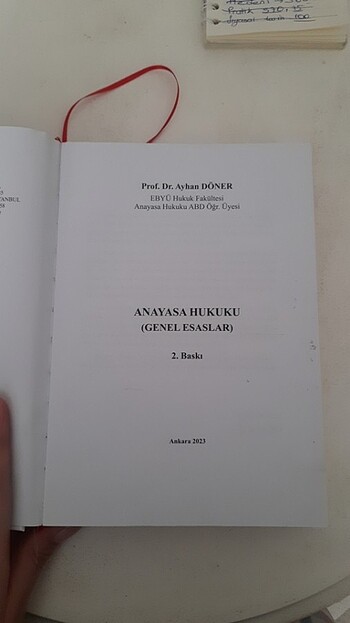 Prof. Dr. Ayhan DÖNER
EBYÜ Hukuk Fakültesi
Anayasa Hukuku ABD Öğr. Üyesi
ANAYASA HUKUKU
(GENEL ESASLAR)
2. Baskı
Ankara 2023